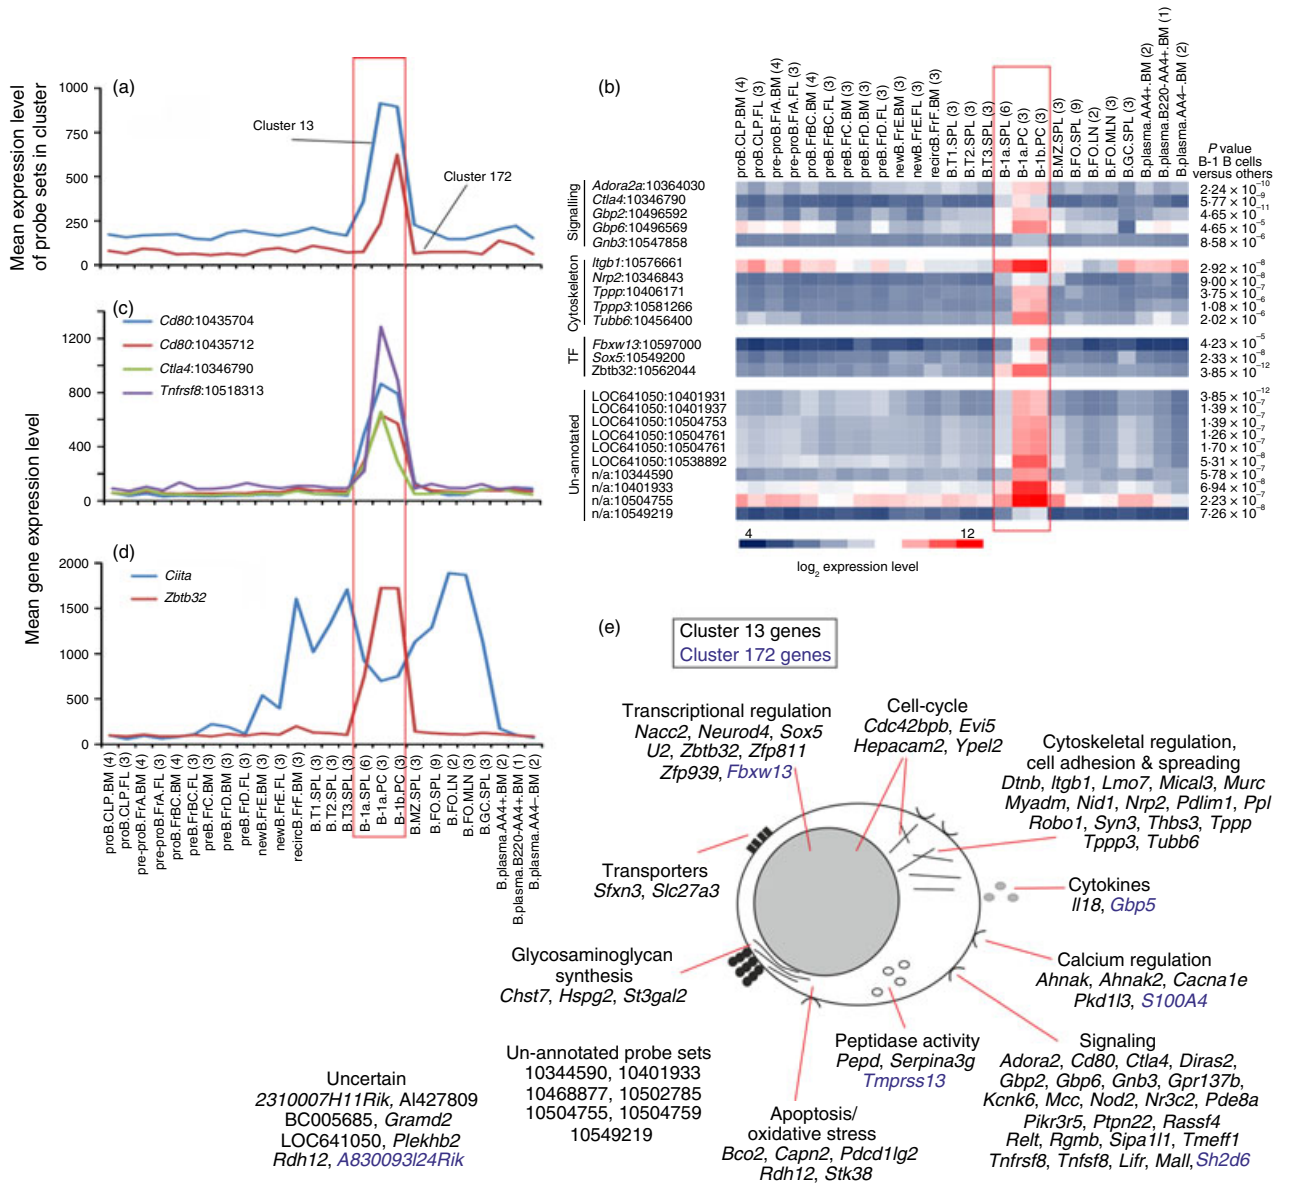 (a)
Mean expression level
of probe sets in cluster
1000
750
500
250
0
Cluster 13
Cluster 172
(c)
Mean gene expression level
1200
800
400
0
Cd80:10435704
Cd80:10435712
Ctla4:10346790
Tnfrsf8:10518313
(d)
2000
1500
1000
500
0
Ciita
Zbtb32
proB.CLP.BM (4)
proB.CLP.FL (3)
pre-proB.FrA.BM (4)
pre-proB.FrA.FL (3)
proB.FrBC.BM (4)
preB.FrBC.FL (3)
preB.FrC.BM (3)
preB.FrD.BM (3)
preB.FrD.FL (3)
newB.FrE.BM (3)
newB.FrE.FL (3)
recircB.FrF.BM (3)
B.T1.SPL (3)
B.T2.SPL (3)
B.T3.SPL (3)
B-1a.SPL (6)
B-1a.PC (3)
B-1b.PC (3)
B.MZ.SPL (3)
B.FO.SPL (9)
B.FO.LN (2)
B.FO.MLN (3)
B.GC.SPL (3)
B.plasma.AA4+.BM (2)
B.plasma.B220-AA4+.BM (1)
B.plasma.AA4–.BM (2)
(b)
proB.CLP.BM (4)
proB.CLP.FL (3)
pre-proB.FrA.BM (4)
pre-proB.FrA.FL (3)
proB.FrBC.BM (4)
preB.FrBC.FL (3)
preB.FrC.BM (3)
preB.FrD.BM (3)
preB.FrD.FL (3)
newB.FrE.BM (3)
newB.FrE.FL (3)
recircB.FrF.BM (3)
B.T1.SPL (3)
B.T2.SPL (3)
B.T3.SPL (3)
B-1a.SPL (6)
B-1a.PC (3)
B-1b.PC (3)
B.MZ.SPL (3)
B.FO.SPL (9)
B.FO.LN (2)
B.FO.MLN (3)
B.GC.SPL (3)
B.plasma.AA4+.BM (2)
B.plasma.B220-AA4+.BM (1)
B.plasma.AA4–.BM (2)
P value
B-1 B cells
versus others
Signalling
Adora2a:10364030 2·24 × 10⁻¹⁰
Ctla4:10346790 5·77 × 10⁻⁹
Gbp2:10496592 4·65 × 10⁻¹¹
Gbp6:10496569 4·65 × 10⁻⁵
Gnb3:10547858 8·58 × 10⁻⁶
Cytoskeleton
Itgb1:10576661 2·92 × 10⁻⁸
Nrp2:10346843 9·00 × 10⁻⁸
Tppp:10406171 3·75 × 10⁻⁷
Tppp3:10581266 1·08 × 10⁻⁶
Tubb6:10456400 2·02 × 10⁻⁶
TF
Fbxw13:10597000 4·23 × 10⁻⁵
Sox5:10549200 2·33 × 10⁻⁸
Zbtb32:10562044 3·85 × 10⁻¹²
Un-annotated
LOC641050:10401931 3·85 × 10⁻¹²
LOC641050:10401937 1·39 × 10⁻⁷
LOC641050:10504753 1·39 × 10⁻⁷
LOC641050:10504761 1·26 × 10⁻⁷
LOC641050:10504761 1·70 × 10⁻⁷
LOC641050:10538892 5·31 × 10⁻⁸
n/a:10344590 5·78 × 10⁻⁷
n/a:10401933 6·94 × 10⁻⁸
n/a:10504755 2·23 × 10⁻⁷
n/a:10549219 7·26 × 10⁻⁸
4 12
log₂ expression level
(e)
Cluster 13 genes
Cluster 172 genes
Transcriptional regulation
Nacc2, Neurod4, Sox5
U2, Zbtb32, Zfp811
Zfp939, Fbxw13
Cell-cycle
Cdc42bpb, Evi5
Hepacam2, Ypel2
Cytoskeletal regulation,
cell adhesion & spreading
Dtnb, Itgb1, Lmo7, Mical3, Murc
Myadm, Nid1, Nrp2, Pdlim1, Ppl
Robo1, Syn3, Thbs3, Tppp
Tppp3, Tubb6
Transporters
Sfxn3, Slc27a3
Cytokines
Il18, Gbp5
Glycosaminoglycan
synthesis
Chst7, Hspg2, St3gal2
Calcium regulation
Ahnak, Ahnak2, Cacna1e
Pkd1l3, S100A4
Peptidase activity
Pepd, Serpina3g
Tmprss13
Signaling
Adora2, Cd80, Ctla4, Diras2,
Gbp2, Gbp6, Gnb3, Gpr137b,
Kcnk6, Mcc, Nod2, Nr3c2, Pde8a
Pikr3r5, Ptpn22, Rassf4
Relt, Rgmb, Sipa1l1, Tmeff1
Tnfrsf8, Tnfsf8, Lifr, Mall, Sh2d6
Apoptosis/
oxidative stress
Bco2, Capn2, Pdcd1lg2
Rdh12, Stk38
Un-annotated probe sets
10344590, 10401933
10468877, 10502785
10504755, 10504759
10549219
Uncertain
2310007H11Rik, AI427809
BC005685, Gramd2
LOC641050, Plekhb2
Rdh12, A830093I24Rik